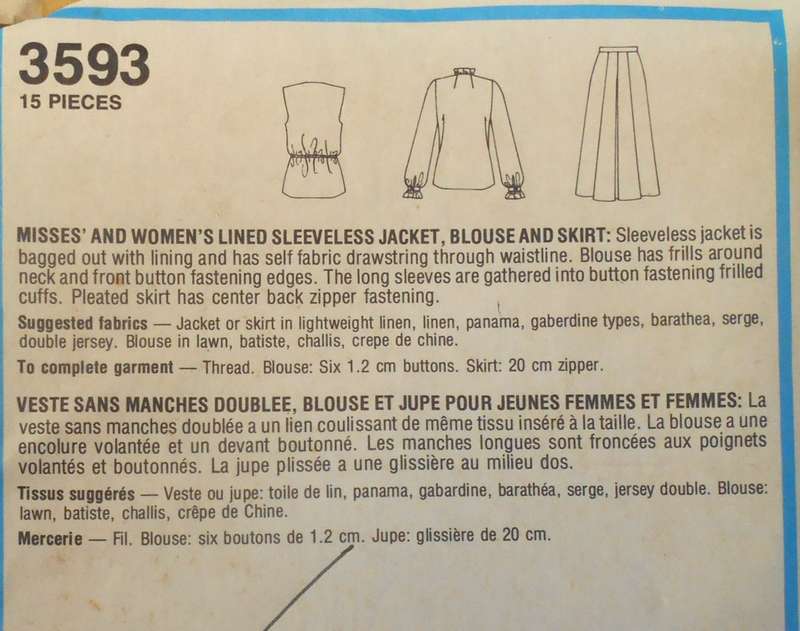 3593
15 PIECES
MISSES' AND WOMEN'S LINED SLEEVELESS JACKET, BLOUSE AND SKIRT: Sleeveless jacket is
bagged out with lining and has self fabric drawstring through waistline. Blouse has frills around
neck and front button fastening edges. The long sleeves are gathered into button fastening frilled
cuffs. Pleated skirt has center back zipper fastening.
Suggested fabrics — Jacket or skirt in lightweight linen, linen, panama, gaberdine types, barathea, serge,
double jersey. Blouse in lawn, batiste, challis, crepe de chine.
To complete garment — Thread. Blouse: Six 1.2 cm buttons. Skirt: 20 cm zipper.
VESTE SANS MANCHES DOUBLEE, BLOUSE ET JUPE POUR JEUNES FEMMES ET FEMMES: La
veste sans manches doublée a un lien coulissant de même tissu inséré à la taille. La blouse a une
encolure volantée et un devant boutonné. Les manches longues sont froncées aux poignets
volantés et boutonnés. La jupe plissée a une glissière au milieu dos.
Tissus suggérés — Veste ou jupe: toile de lin, panama, gabardine, barathéa, serge, jersey double. Blouse:
lawn, batiste, challis, crêpe de Chine.
Mercerie — Fil. Blouse: six boutons de 1.2 cm. Jupe: glissière de 20 cm.